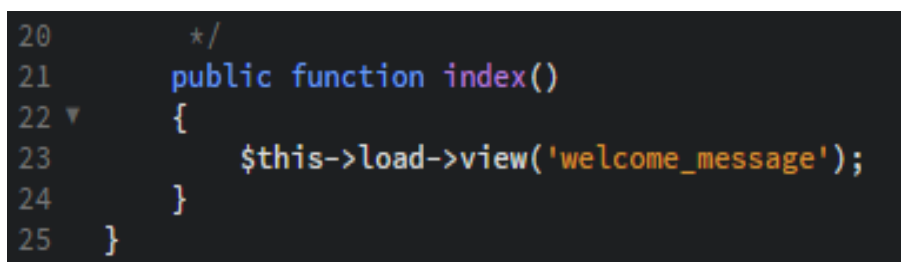 20         */
21        public function index()
22 ▼      {
23            $this->load->view('welcome_message');
24        }
25    }